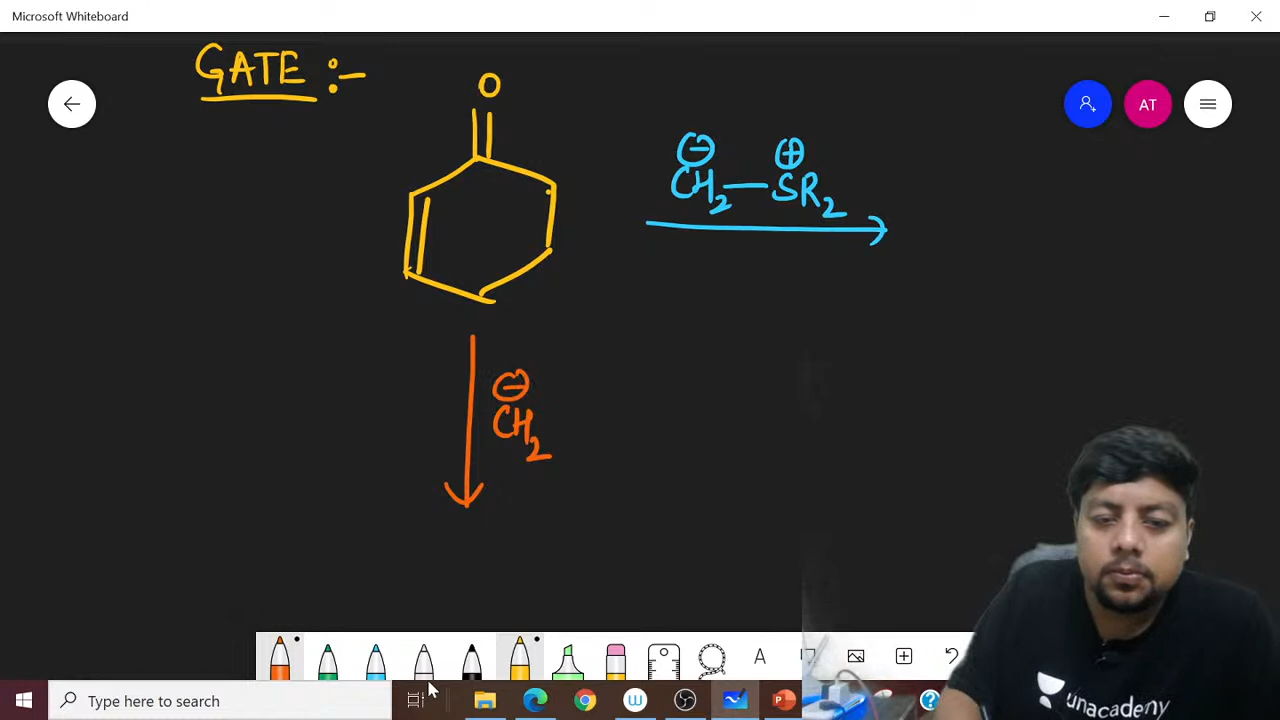 Microsoft Whiteboard
GATE :-
O
AT
⊖ ⊕
CH2—SR2
⊖
CH2
A
Type here to search
W
unacademy